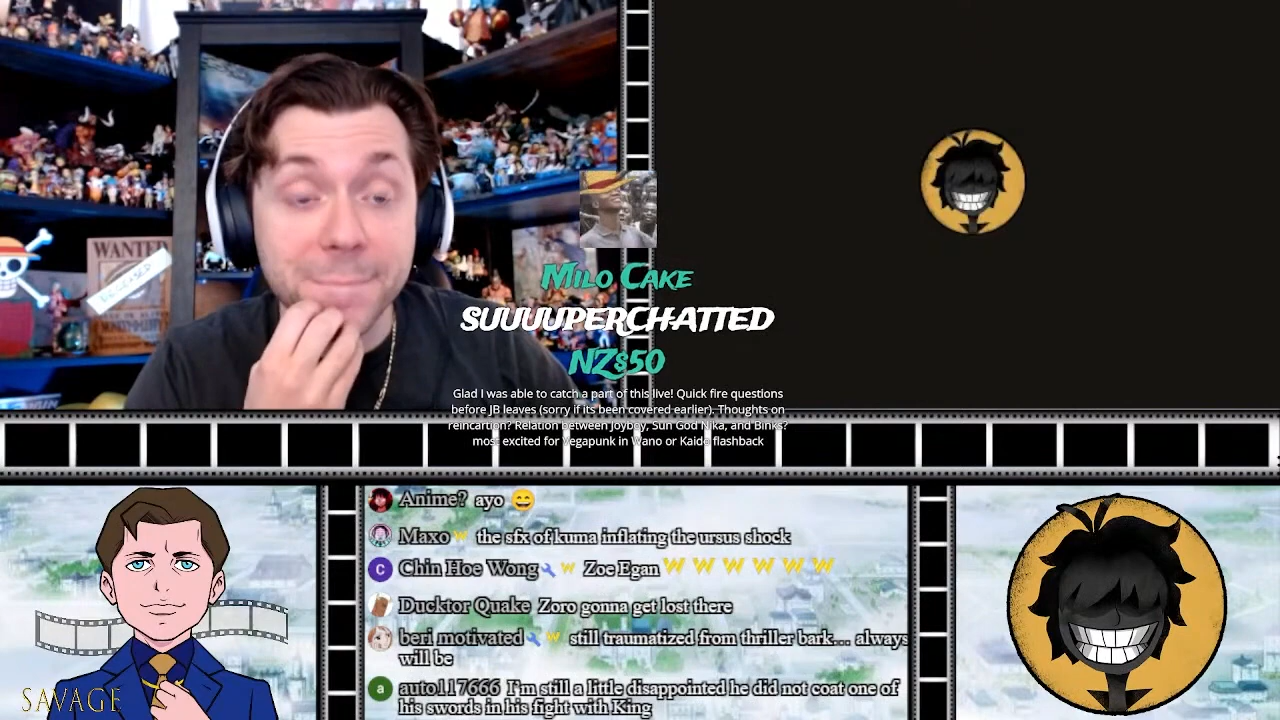 WANTED
DECEASED
MILO CAKE
SUUUUPERCHATTED
NZ$50
Glad I was able to catch a part of this live! Quick fire questions
before JB leaves (sorry if its been covered earlier). Thoughts on
reincartion? Relation between Joyboy, Sun God Nika, and Binks?
most excited for Vegapunk in Wano or Kaido flashback
Anime? ayo 😄
Maxo the sfx of kuma inflating the ursus shock
C Chin Hoe Wong Zoe Egan W W W W W W
Ducktor Quake Zoro gonna get lost there
beri motivated still traumatized from thriller bark... always
will be
a auto117666 I'm still a little disappointed he did not coat one of
his swords in his fight with King
SAVAGE